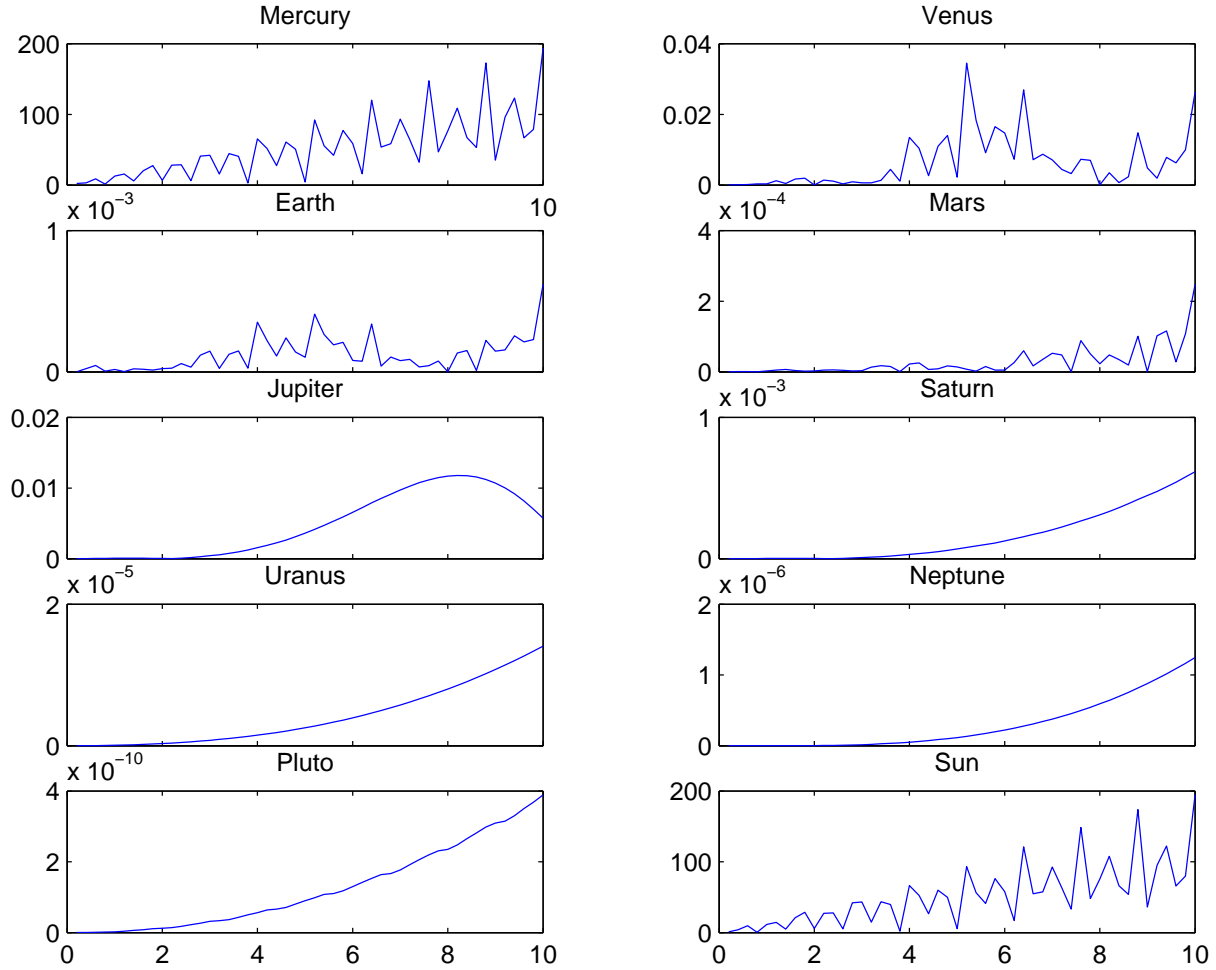 Mercury
Venus
200
100
0
0.04
0.02
0
x 10⁻³
Earth
10
x 10⁻⁴
Mars
1
0
4
2
0
Jupiter
x 10⁻³
Saturn
0.02
0.01
0
1
0
x 10⁻⁵
Uranus
x 10⁻⁶
Neptune
2
0
2
1
0
x 10⁻¹⁰
Pluto
Sun
4
2
0
200
100
0
0 2 4 6 8 10
0 2 4 6 8 10